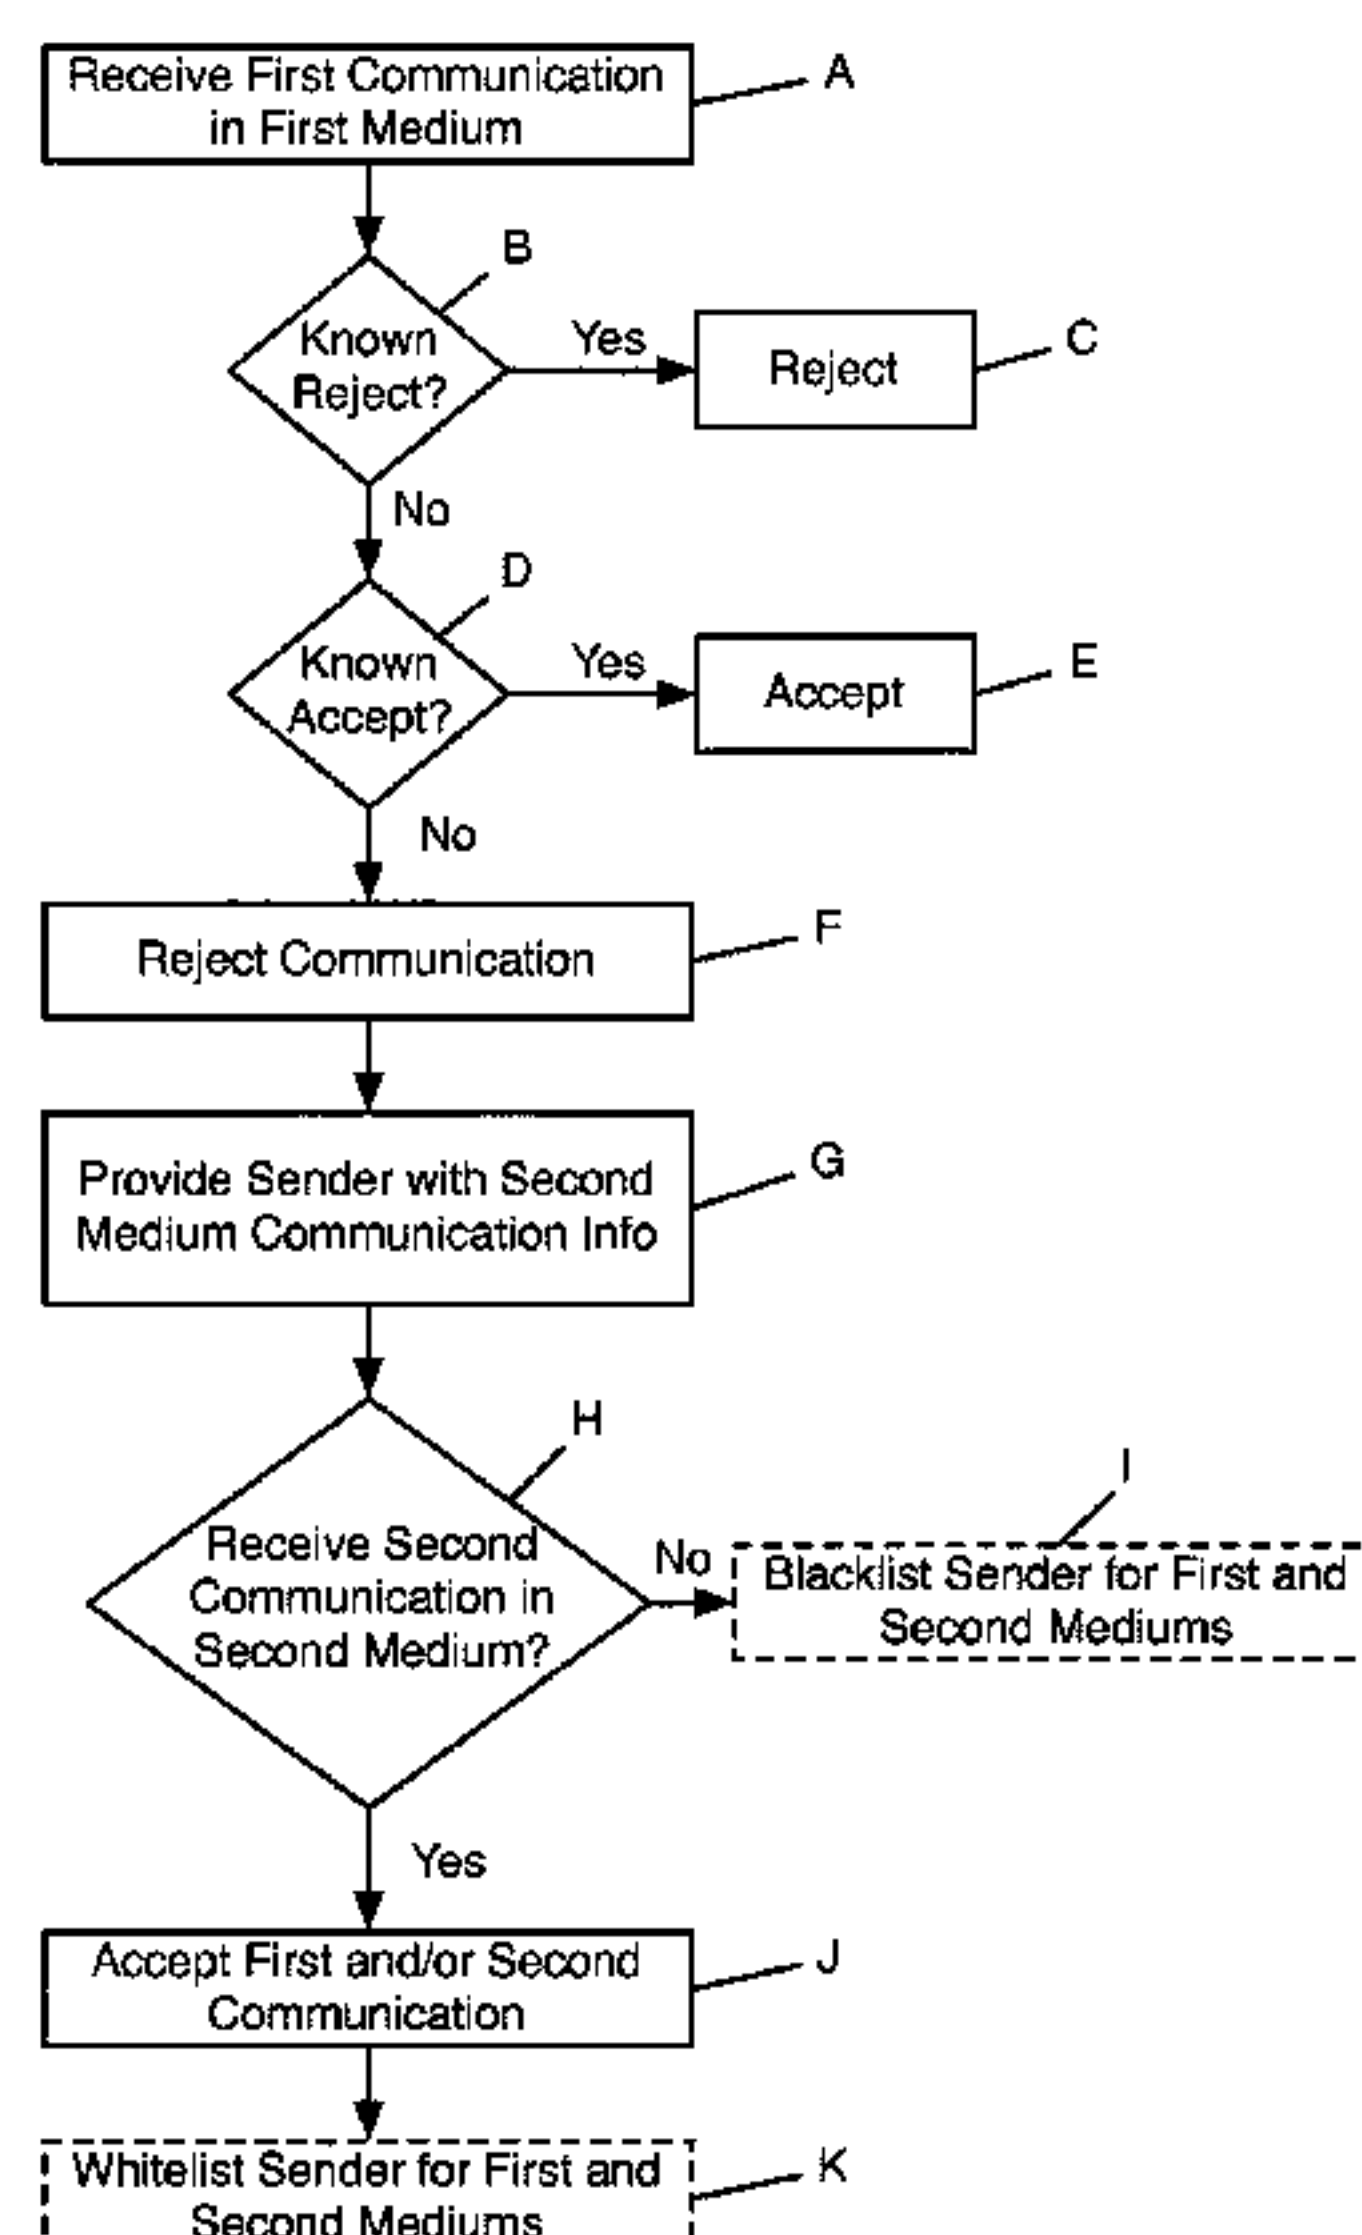 Receive First Communication
in First Medium
A
B
Known
Reject?
Yes
Reject
C
No
D
Known
Accept?
Yes
Accept
E
No
Reject Communication
F
Provide Sender with Second
Medium Communication Info
G
H
Receive Second
Communication in
Second Medium?
No
I
Blacklist Sender for First and
Second Mediums
Yes
Accept First and/or Second
Communication
J
Whitelist Sender for First and
Second Mediums
K